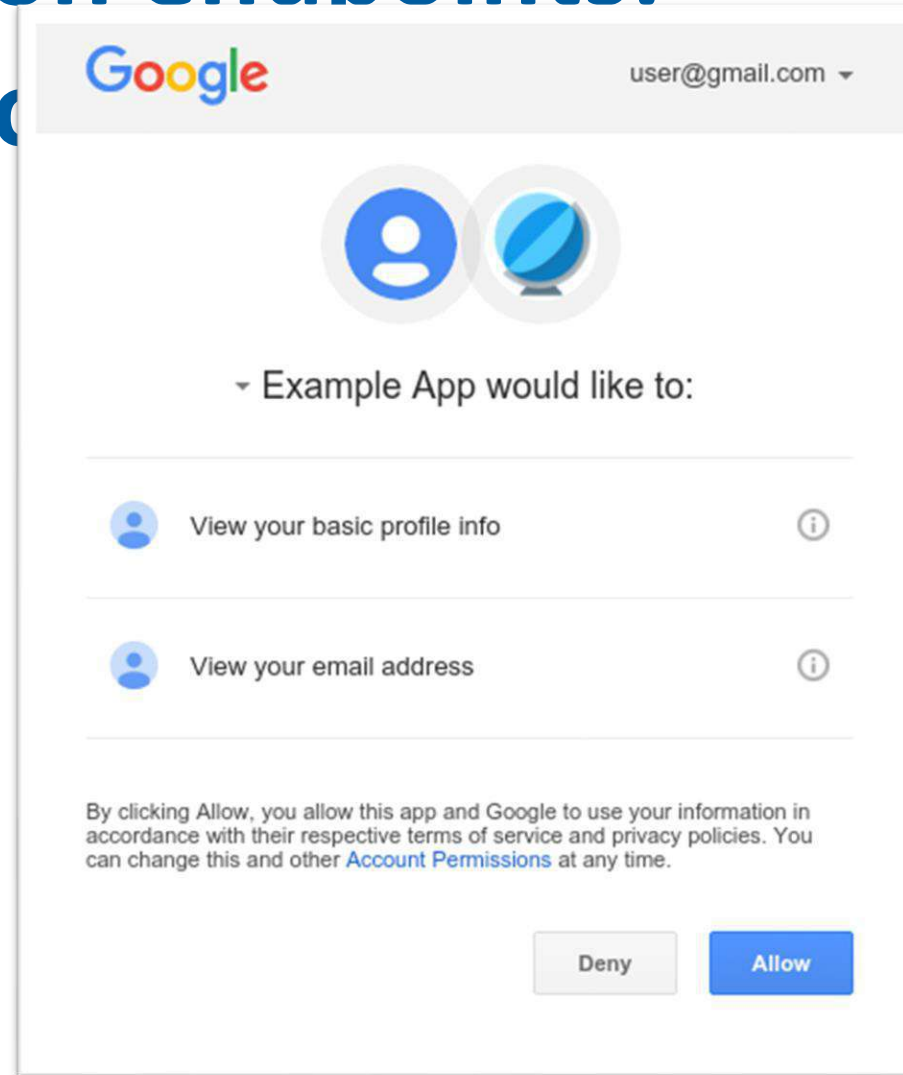 endpoints:
Google
user@gmail.com
Example App would like to:
View your basic profile info
View your email address
By clicking Allow, you allow this app and Google to use your information in
accordance with their respective terms of service and privacy policies. You
can change this and other Account Permissions at any time.
Deny
Allow